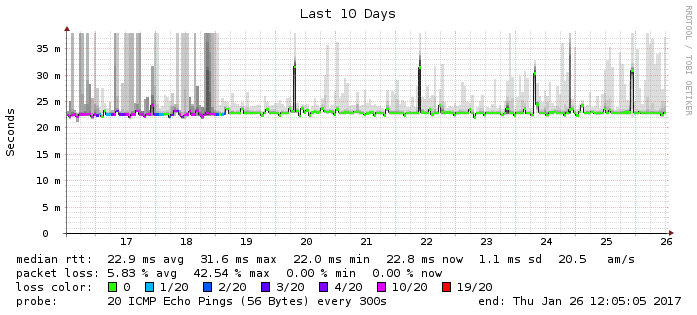 Last 10 Days
RRDTOOL / TOBI OETIKER
Seconds
35 m
30 m
25 m
20 m
15 m
10 m
5 m
0
17 18 19 20 21 22 23 24 25 26
median rtt: 22.9 ms avg 31.6 ms max 22.0 ms min 22.8 ms now 1.1 ms sd 20.5 am/s
packet loss: 5.83 % avg 42.54 % max 0.00 % min 0.00 % now
loss color: 0 1/20 2/20 3/20 4/20 10/20 19/20
probe: 20 ICMP Echo Pings (56 Bytes) every 300s end: Thu Jan 26 12:05:05 2017